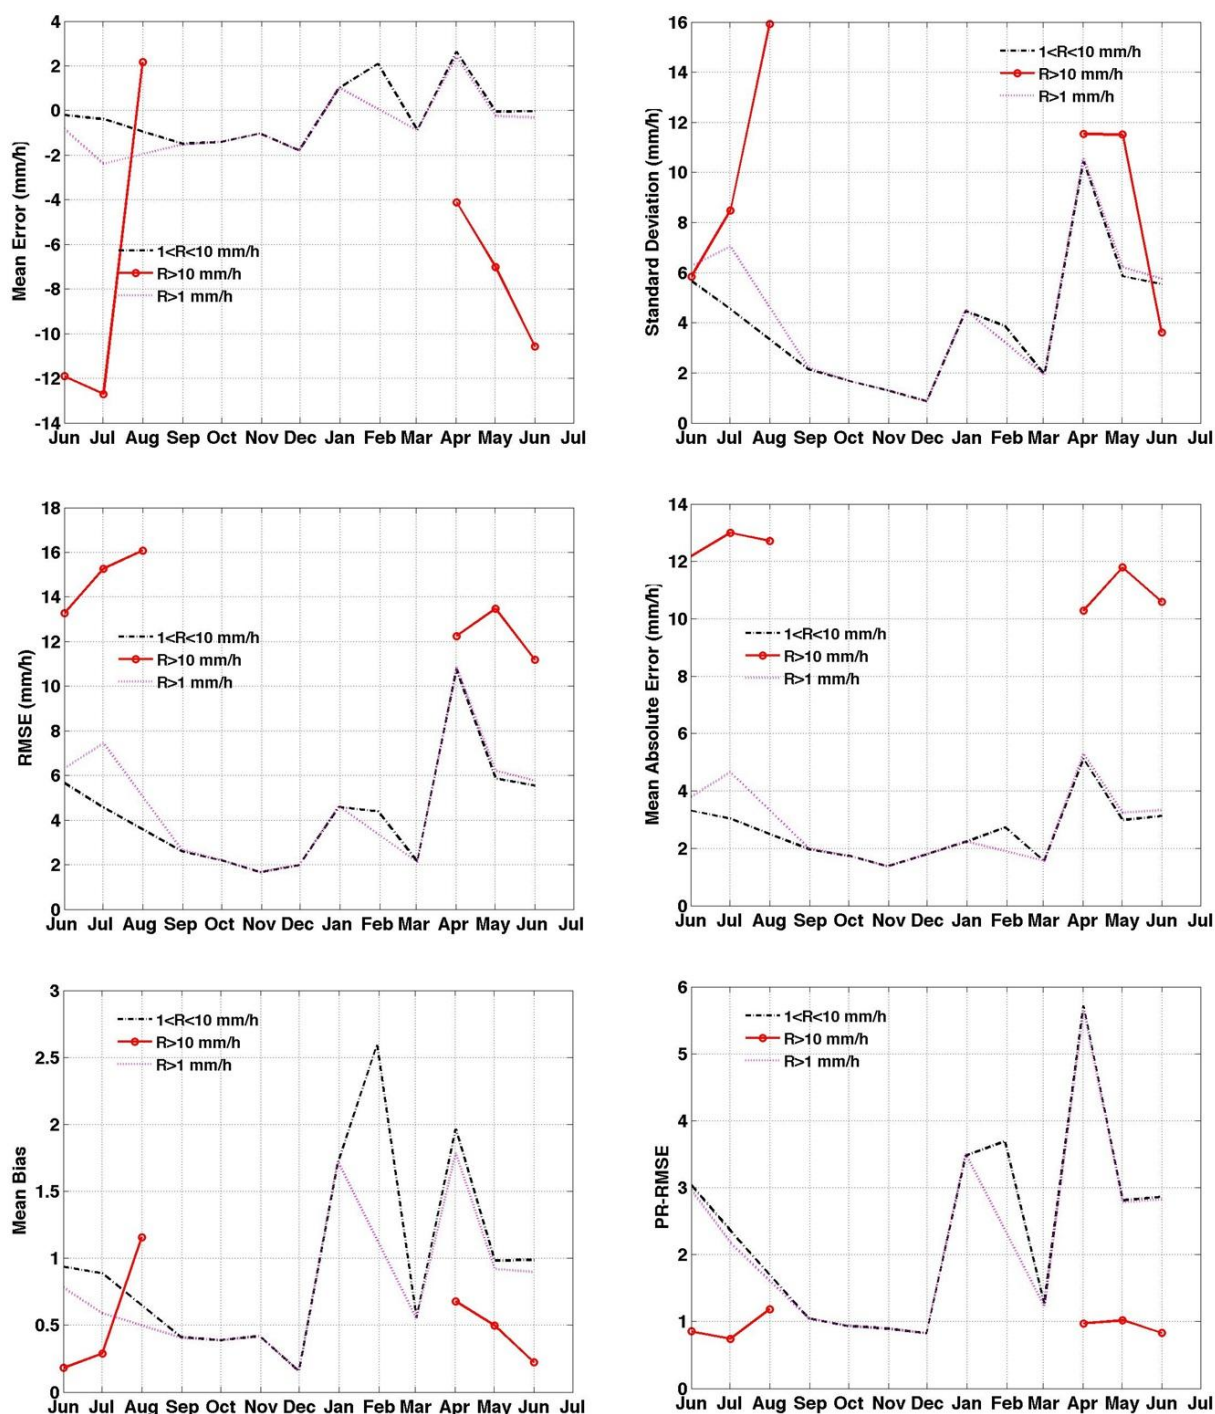 4
2
0
-2
-4
-6
-8
-10
-12
-14
Mean Error (mm/h)
1<R<10 mm/h
R>10 mm/h
R>1 mm/h
Jun Jul Aug Sep Oct Nov Dec Jan Feb Mar Apr May Jun Jul
16
14
12
10
8
6
4
2
0
Standard Deviation (mm/h)
1<R<10 mm/h
R>10 mm/h
R>1 mm/h
Jun Jul Aug Sep Oct Nov Dec Jan Feb Mar Apr May Jun Jul
18
16
14
12
10
8
6
4
2
0
RMSE (mm/h)
1<R<10 mm/h
R>10 mm/h
R>1 mm/h
Jun Jul Aug Sep Oct Nov Dec Jan Feb Mar Apr May Jun Jul
14
12
10
8
6
4
2
0
Mean Absolute Error (mm/h)
1<R<10 mm/h
R>10 mm/h
R>1 mm/h
Jun Jul Aug Sep Oct Nov Dec Jan Feb Mar Apr May Jun Jul
3
2.5
2
1.5
1
0.5
0
Mean Bias
1<R<10 mm/h
R>10 mm/h
R>1 mm/h
Jun Jul Aug Sep Oct Nov Dec Jan Feb Mar Apr May Jun Jul
6
5
4
3
2
1
0
PR-RMSE
1<R<10 mm/h
R>10 mm/h
R>1 mm/h
Jun Jul Aug Sep Oct Nov Dec Jan Feb Mar Apr May Jun Jul